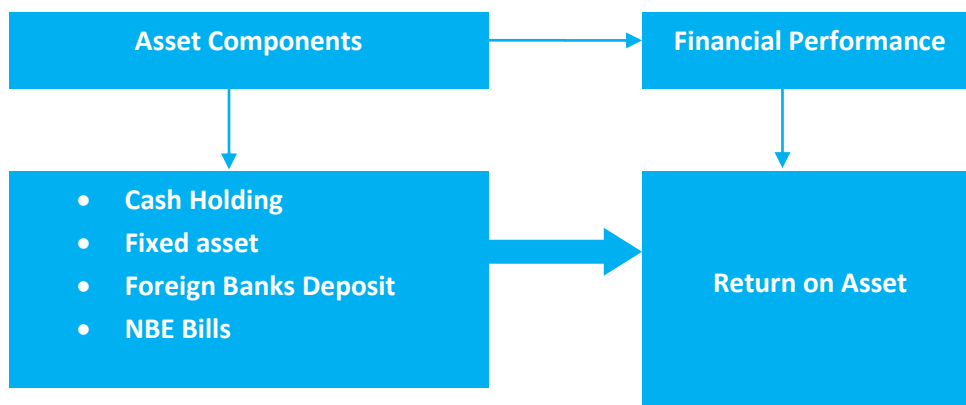 Asset Components
Financial Performance
• Cash Holding
• Fixed asset
• Foreign Banks Deposit
• NBE Bills
Return on Asset